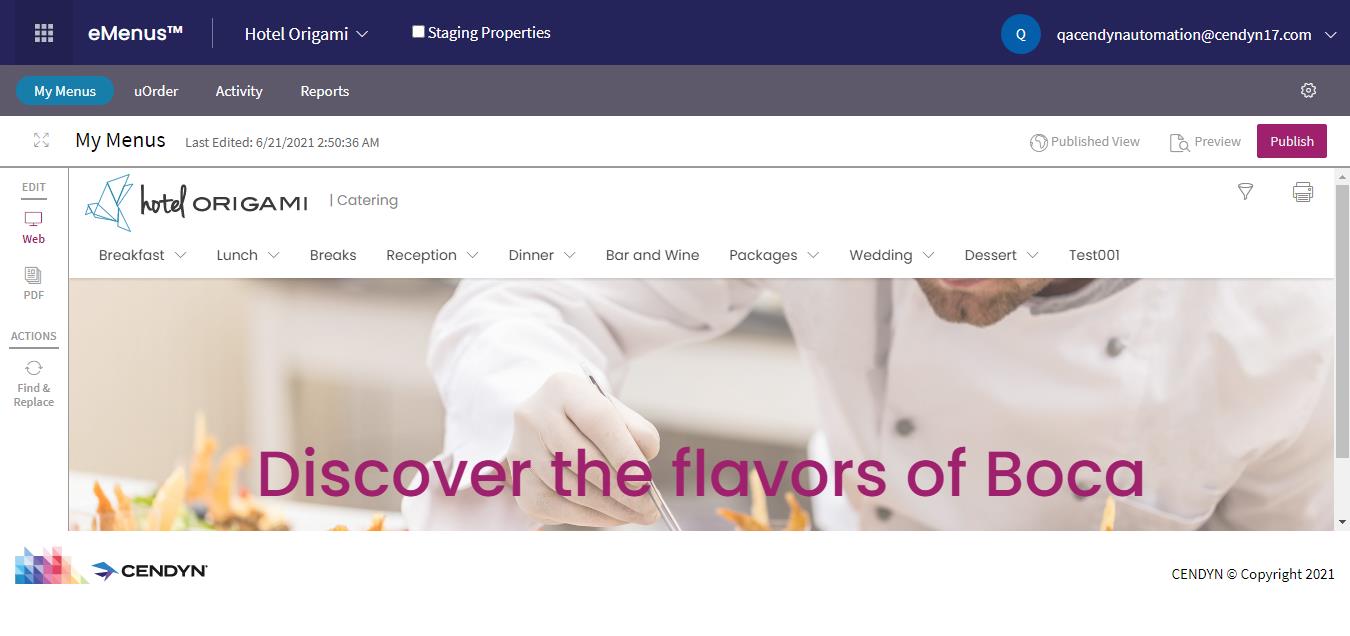 eMenus™ Hotel Origami Staging Properties Q qacendynautomation@cendyn17.com
My Menus uOrder Activity Reports
My Menus Last Edited: 6/21/2021 2:50:36 AM Published View Preview Publish
EDIT
Web
PDF
ACTIONS
Find &
Replace
hotel ORIGAMI | Catering
Breakfast Lunch Breaks Reception Dinner Bar and Wine Packages Wedding Dessert Test001
Discover the flavors of Boca
CENDYN CENDYN © Copyright 2021